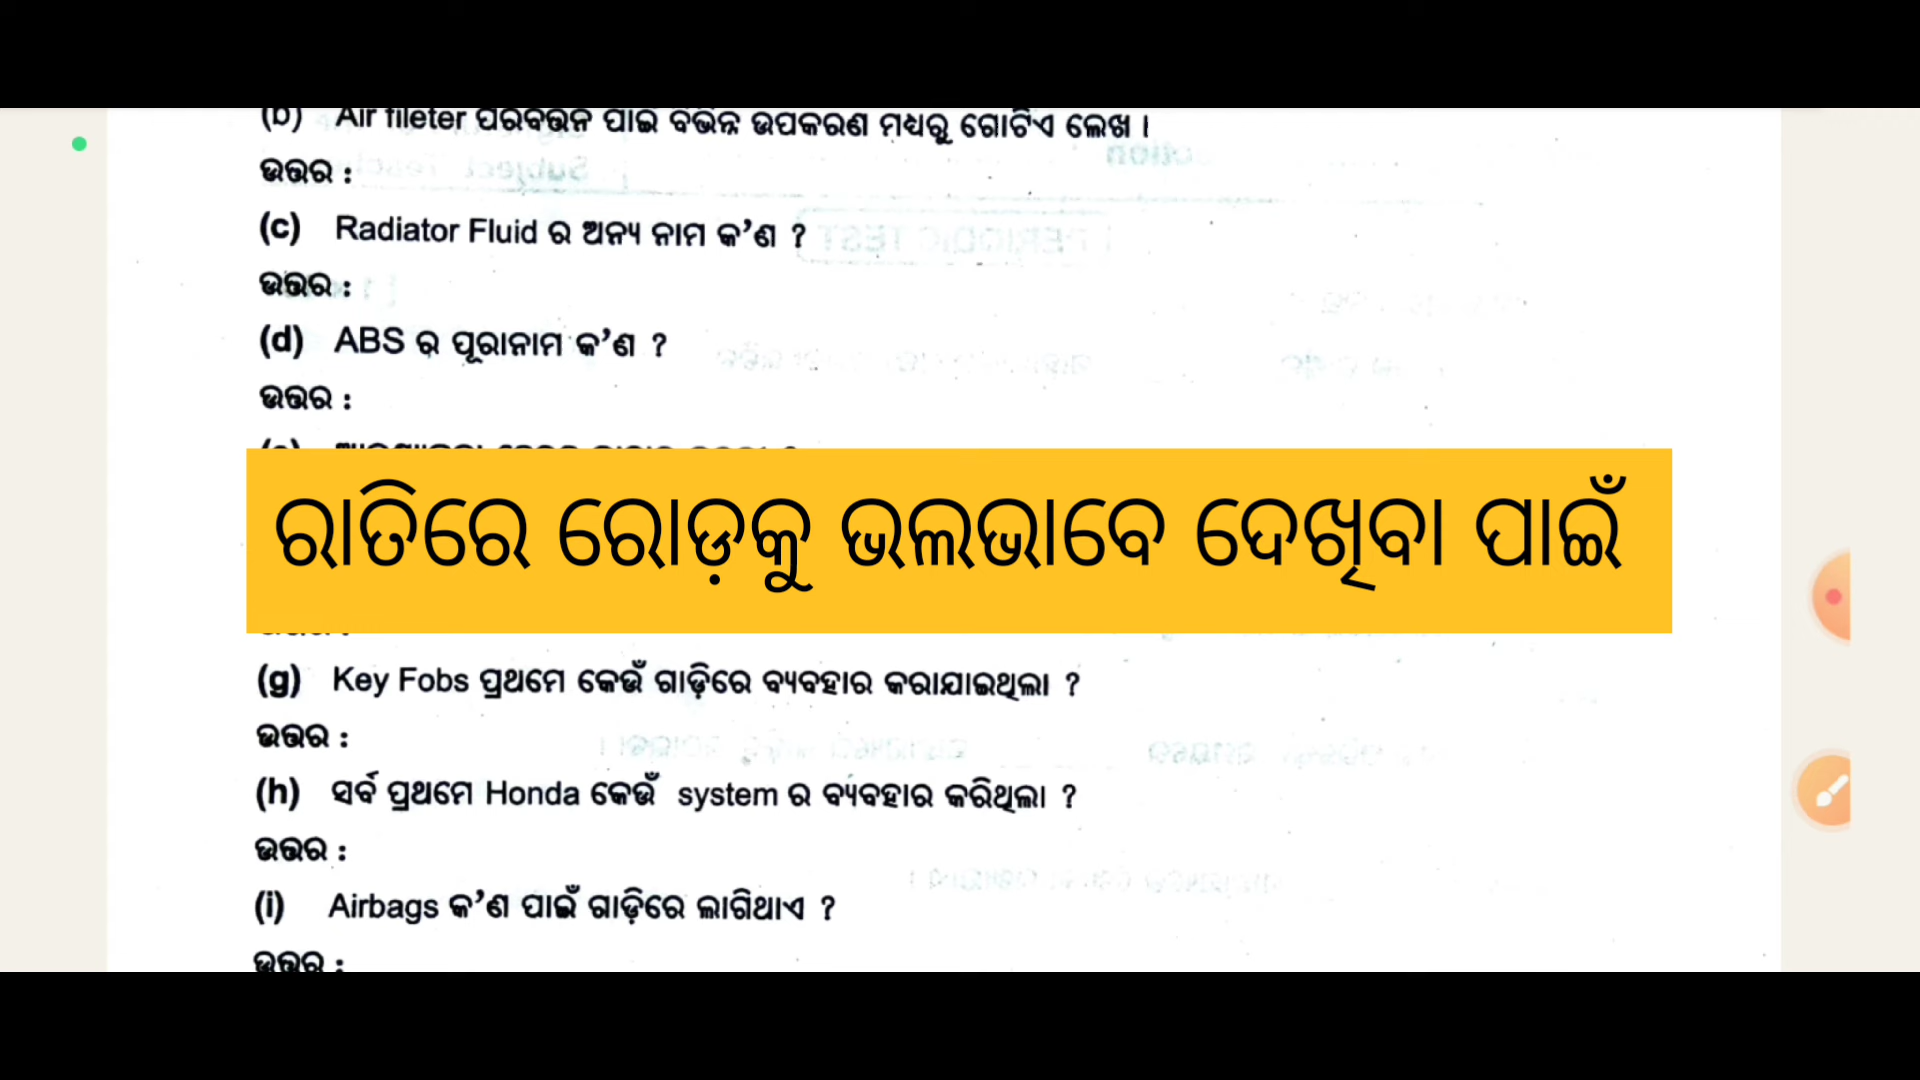 (b) Air fileter ପରିବର୍ତ୍ତନ ପାଇଁ ବିଭିନ୍ନ ଉପକରଣ ମଧ୍ୟରୁ ଗୋଟିଏ ଲେଖ ।
ଉତ୍ତର :
(c) Radiator Fluid ର ଅନ୍ୟ ନାମ କ’ଣ ?
ଉତ୍ତର :
(d) ABS ର ପୂରାନାମ କ’ଣ ?
ଉତ୍ତର :
ରାତିରେ ରୋଡ଼କୁ ଭଲଭାବେ ଦେଖିବା ପାଇଁ
(g) Key Fobs ପ୍ରଥମେ କେଉଁ ଗାଡ଼ିରେ ବ୍ୟବହାର କରାଯାଇଥିଲା ?
ଉତ୍ତର :
(h) ସର୍ବ ପ୍ରଥମେ Honda କେଉଁ system ର ବ୍ୟବହାର କରିଥିଲା ?
ଉତ୍ତର :
(i) Airbags କ’ଣ ପାଇଁ ଗାଡ଼ିରେ ଲାଗିଥାଏ ?
ଉତ୍ତର :